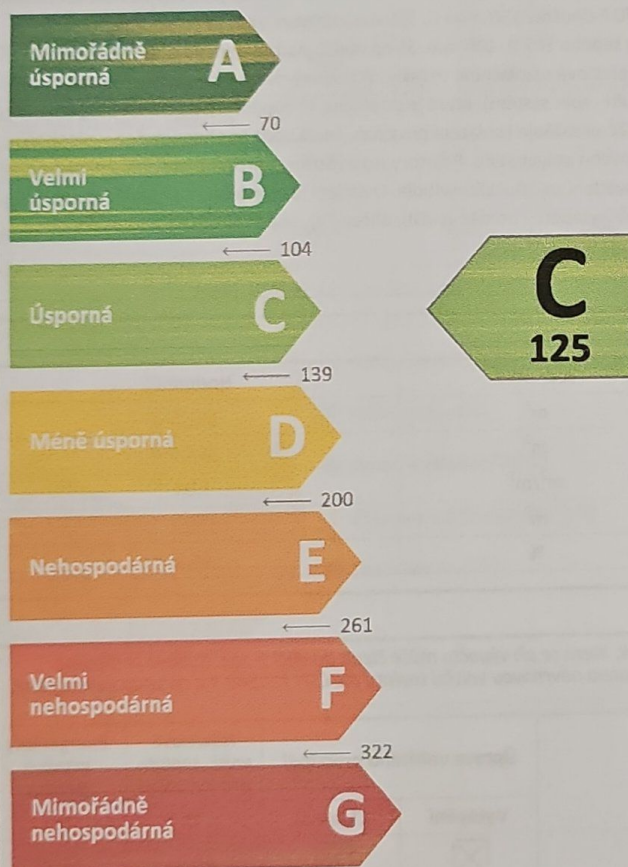 Mimořádně
úsporná
A
← 70
Velmi
úsporná
B
← 104
Úsporná
C
← 139
C
125
Méně úsporná
D
← 200
Nehospodárná
E
← 261
Velmi
nehospodárná
F
← 322
Mimořádně
nehospodárná
G